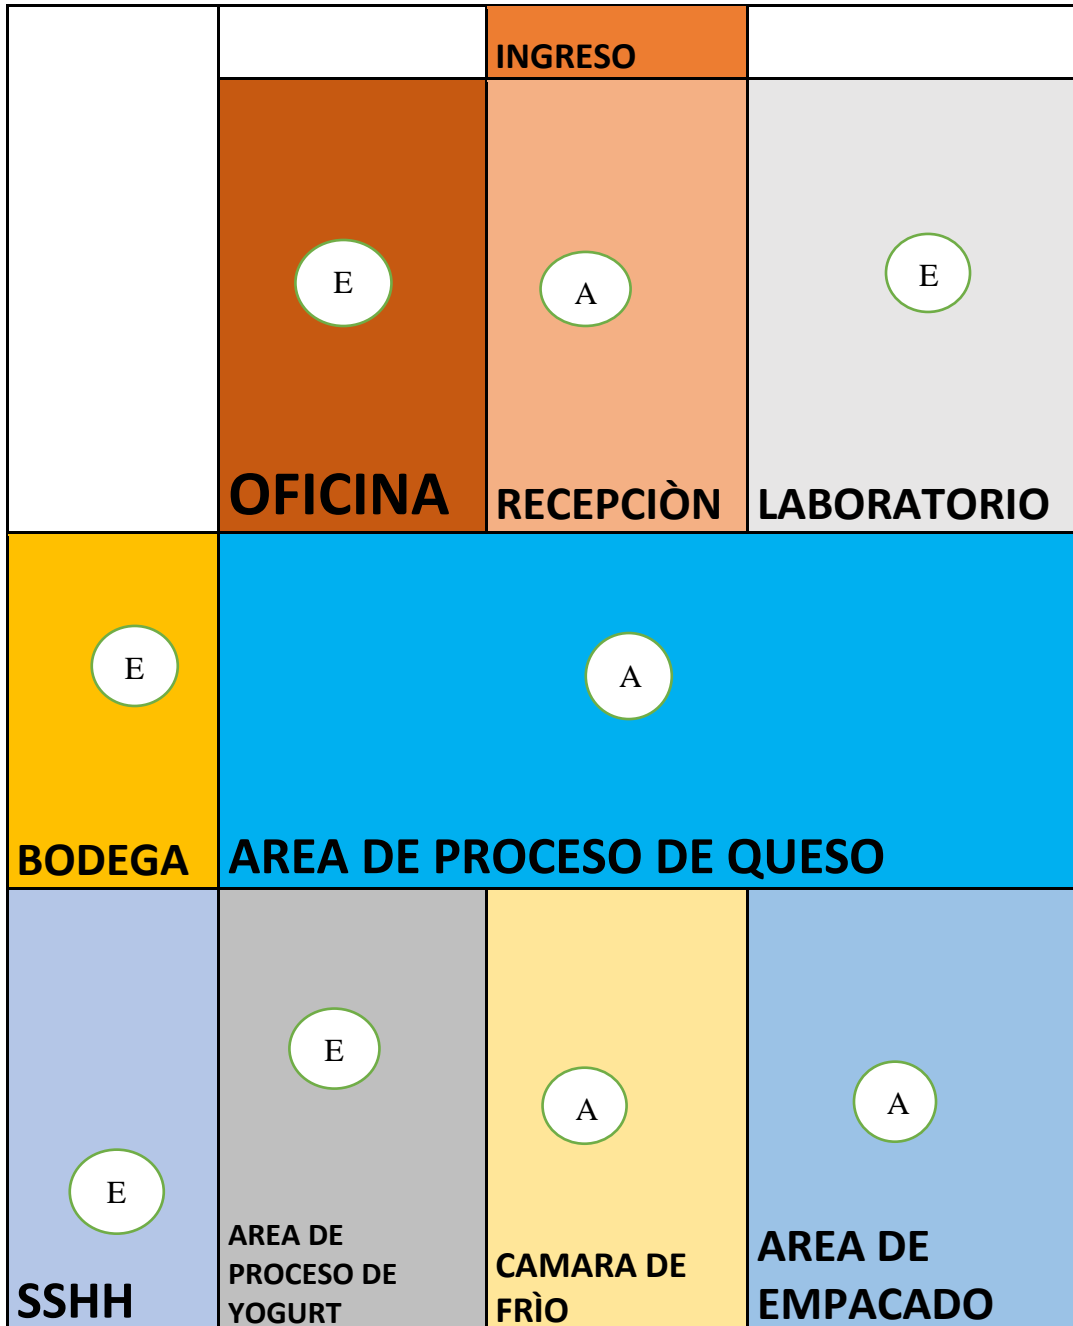 INGRESO
E
A
E
OFICINA
RECEPCIÒN
LABORATORIO
E
A
BODEGA
AREA DE PROCESO DE QUESO
E
SSHH
E
AREA DE
PROCESO DE
YOGURT
A
CAMARA DE
FRÌO
A
AREA DE
EMPACADO